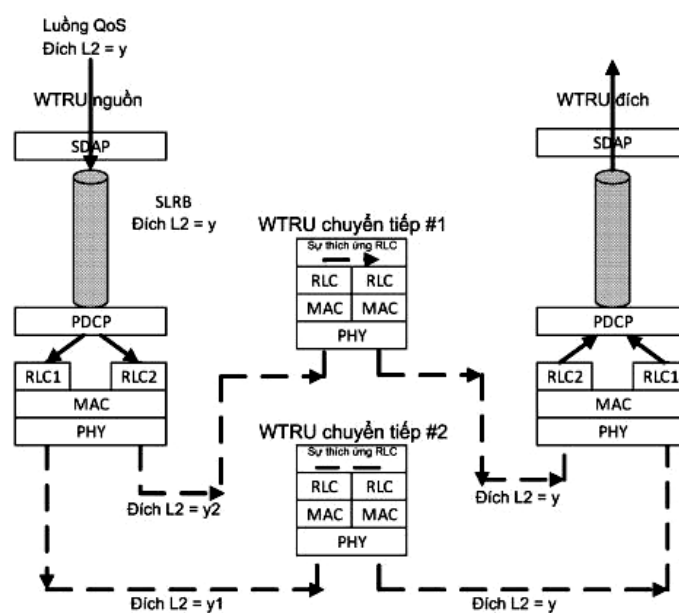 Luồng QoS
Đích L2 = y
WTRU nguồn
SDAP
SLRB
Đích L2 = y
PDCP
RLC1
RLC2
MAC
PHY
WTRU chuyển tiếp #1
Sự thích ứng RLC
RLC
RLC
MAC
MAC
PHY
Đích L2 = y2
WTRU chuyển tiếp #2
Sự thích ứng RLC
RLC
RLC
MAC
MAC
PHY
Đích L2 = y1
Đích L2 = y
WTRU đích
SDAP
PDCP
RLC2
RLC1
MAC
PHY
Đích L2 = y